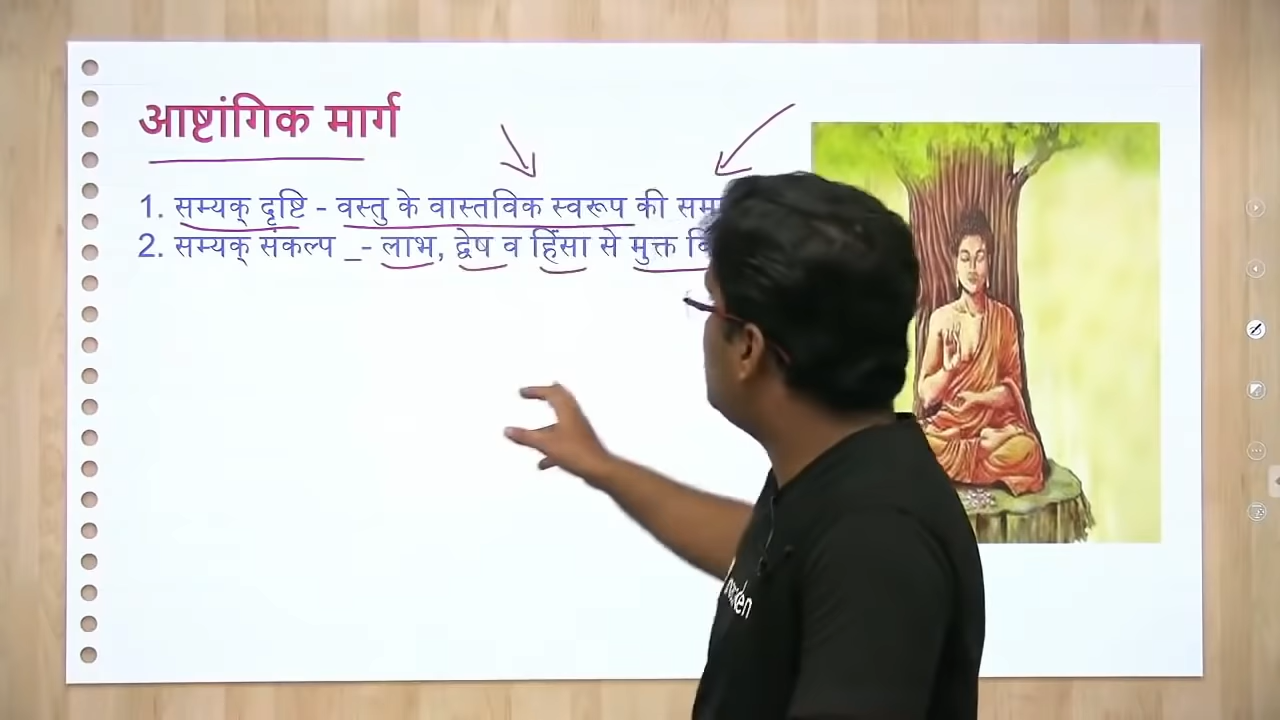 आष्टांगिक मार्ग
1. सम्यक् दृष्टि - वस्तु के वास्तविक स्वरूप की
2. सम्यक् संकल्प _- लाभ, द्वेष व हिंसा से मुक्त